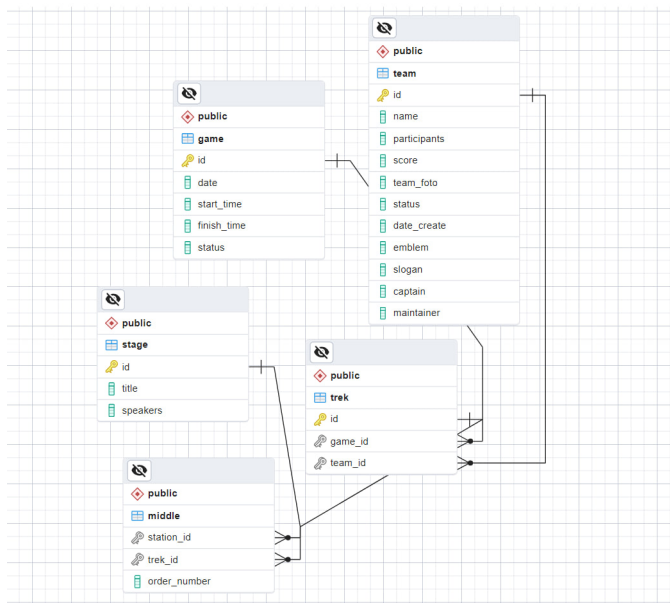 public
team
id
name
participants
score
team_foto
status
date_create
emblem
slogan
captain
maintainer
public
game
id
date
start_time
finish_time
status
public
stage
id
title
speakers
public
trek
id
game_id
team_id
public
middle
station_id
trek_id
order_number